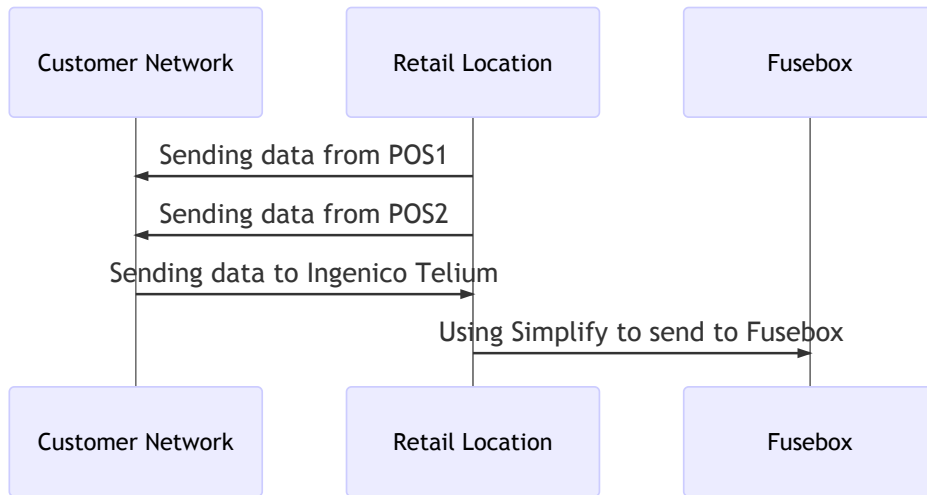 Customer Network
Retail Location
Fusebox
Sending data from POS1
Sending data from POS2
Sending data to Ingenico Telium
Using Simplify to send to Fusebox
Customer Network
Retail Location
Fusebox